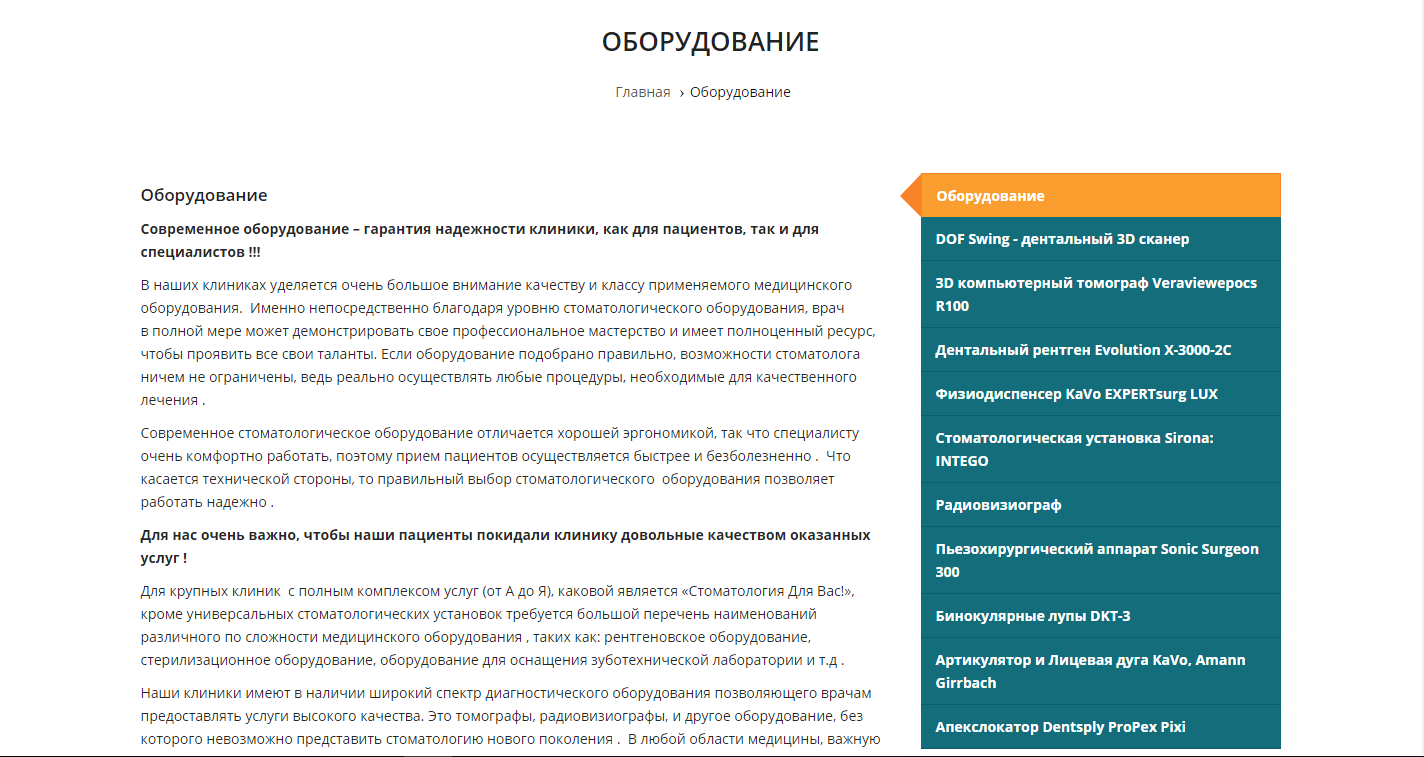 ОБОРУДОВАНИЕ
Главная › Оборудование
Оборудование
Современное оборудование – гарантия надежности клиники, как для пациентов, так и для
специалистов !!!
В наших клиниках уделяется очень большое внимание качеству и классу применяемого медицинского
оборудования.  Именно непосредственно благодаря уровню стоматологического оборудования, врач
в полной мере может демонстрировать свое профессиональное мастерство и имеет полноценный ресурс,
чтобы проявить все свои таланты. Если оборудование подобрано правильно, возможности стоматолога
ничем не ограничены, ведь реально осуществлять любые процедуры, необходимые для качественного
лечения .
Современное стоматологическое оборудование отличается хорошей эргономикой, так что специалисту
очень комфортно работать, поэтому прием пациентов осуществляется быстрее и безболезненно .  Что
касается технической стороны, то правильный выбор стоматологического  оборудования позволяет
работать надежно .
Для нас очень важно, чтобы наши пациенты покидали клинику довольные качеством оказанных
услуг !
Для крупных клиник  с полным комплексом услуг (от А до Я), каковой является «Стоматология Для Вас!»,
кроме универсальных стоматологических установок требуется большой перечень наименований
различного по сложности медицинского оборудования , таких как: рентгеновское оборудование,
стерилизационное оборудование, оборудование для оснащения зуботехнической лаборатории и т.д .
Наши клиники имеют в наличии широкий спектр диагностического оборудования позволяющего врачам
предоставлять услуги высокого качества. Это томографы, радиовизиографы, и другое оборудование, без
которого невозможно представить стоматологию нового поколения .  В любой области медицины, важную
Оборудование
DOF Swing - дентальный 3D сканер
3D компьютерный томограф Veraviewepocs
R100
Дентальный рентген Evolution X-3000-2C
Физиодиспенсер KaVo EXPERTsurg LUX
Стоматологическая установка Sirona:
INTEGO
Радиовизиограф
Пьезохирургический аппарат Sonic Surgeon
300
Бинокулярные лупы DKT-3
Артикулятор и Лицевая дуга KaVo, Amann
Girrbach
Апекслокатор Dentsply ProPex Pixi